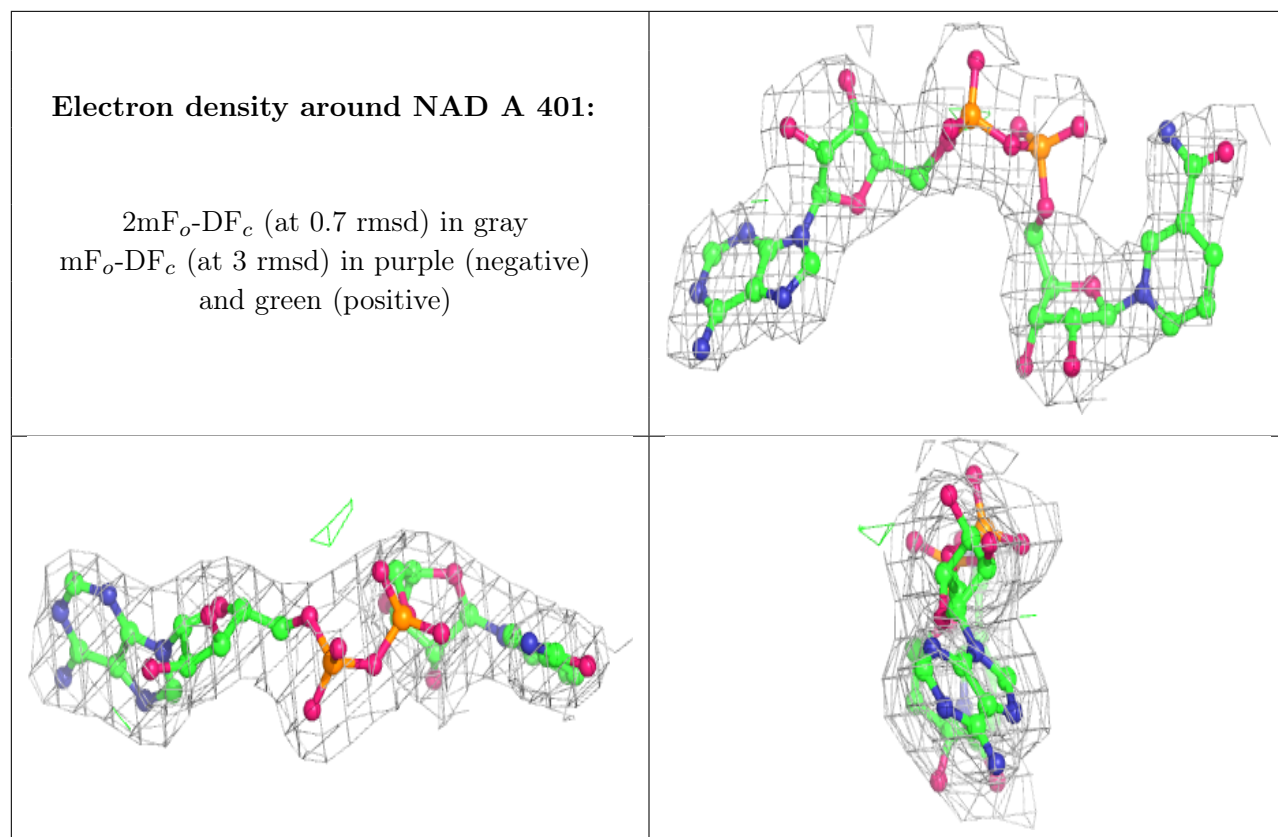 Electron density around NAD A 401:
2mFₒ-DF𝒸 (at 0.7 rmsd) in gray
mFₒ-DF𝒸 (at 3 rmsd) in purple (negative)
and green (positive)